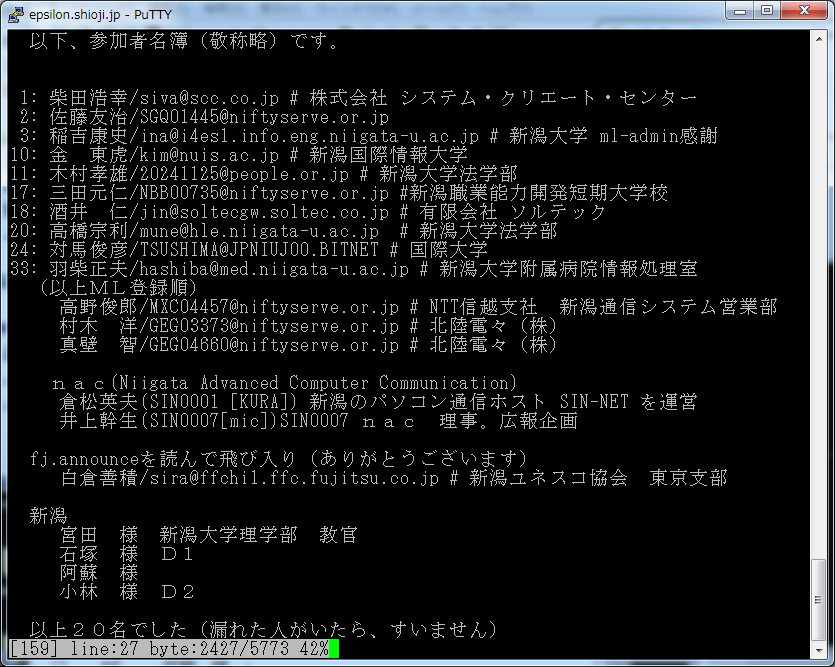 epsilon.shioji.jp - PuTTY
以下、参加者名簿（敬称略）です。
1: 柴田浩幸/siva@scc.co.jp # 株式会社 システム・クリエート・センター
2: 佐藤友治/SGQ01445@niftyserve.or.jp
3: 稲吉康史/ina@i4esl.info.eng.niigata-u.ac.jp # 新潟大学 ml-admin感謝
10: 金　東虎/kim@nuis.ac.jp # 新潟国際情報大学
11: 木村孝雄/20241125@people.or.jp # 新潟大学法学部
17: 三田元仁/NBB00735@niftyserve.or.jp #新潟職業能力開発短期大学校
18: 酒井　仁/jin@soltecgw.soltec.co.jp # 有限会社 ソルテック
20: 高橋宗利/mune@hle.niigata-u.ac.jp  # 新潟大学法学部
24: 対馬俊彦/TSUSHIMA@JPNIUJ00.BITNET # 国際大学
33: 羽柴正夫/hashiba@med.niigata-u.ac.jp # 新潟大学附属病院情報処理室
（以上ＭＬ登録順）
高野俊郎/MXC04457@niftyserve.or.jp # NTT信越支社　新潟通信システム営業部
村木　洋/GEG03373@niftyserve.or.jp # 北陸電々（株）
真壁　智/GEG04660@niftyserve.or.jp # 北陸電々（株）
ｎａｃ(Niigata Advanced Computer Communication)
倉松英夫(SIN0001 [KURA]) 新潟のパソコン通信ホスト SIN-NET を運営
井上幹生(SIN0007[mic])SIN0007 ｎａｃ　理事。広報企画
fj.announceを読んで飛び入り（ありがとうございます）
白倉善積/sira@ffchil.ffc.fujitsu.co.jp # 新潟ユネスコ協会　東京支部
新潟
宮田　様　新潟大学理学部　教官
石塚　様　Ｄ１
阿蘇　様
小林　様　Ｄ２
以上２０名でした（漏れた人がいたら、すいません）
[159] line:27 byte:2427/5773 42%